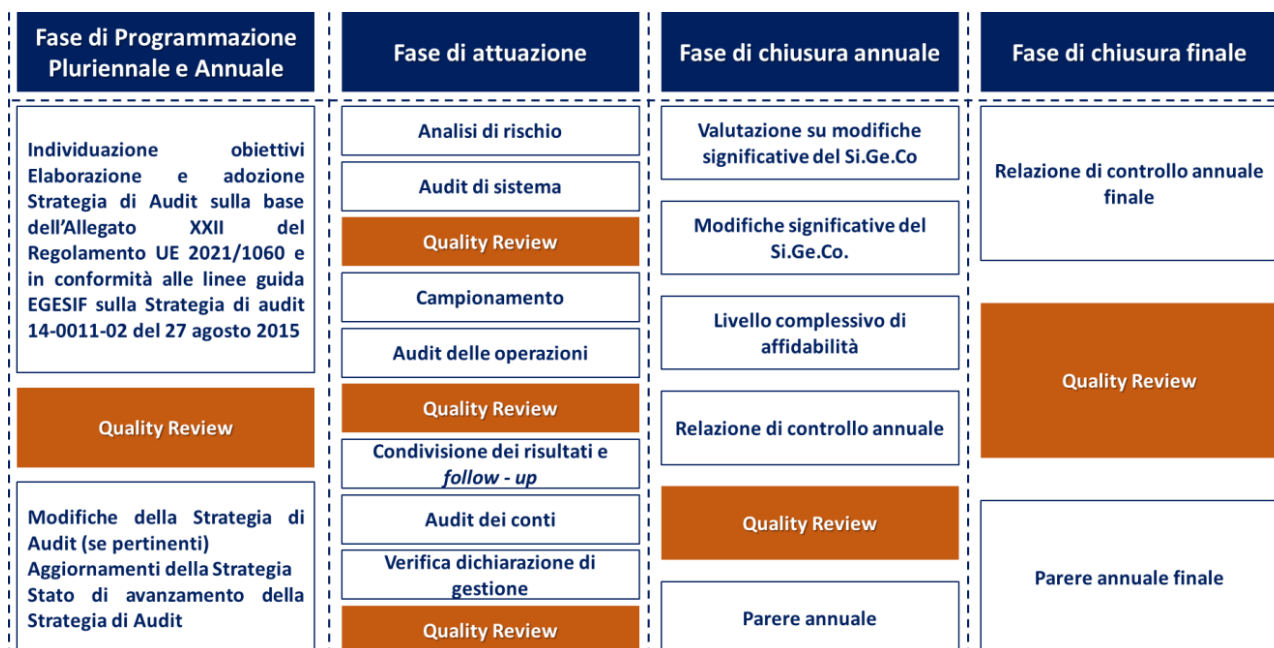 Fase di Programmazione
Pluriennale e Annuale
Individuazione obiettivi
Elaborazione e adozione
Strategia di Audit sulla base
dell'Allegato XXII del
Regolamento UE 2021/1060 e
in conformità alle linee guida
EGESIF sulla Strategia di audit
14-0011-02 del 27 agosto 2015
Quality Review
Modifiche della Strategia di
Audit (se pertinenti)
Aggiornamenti della Strategia
Stato di avanzamento della
Strategia di Audit
Fase di attuazione
Analisi di rischio
Audit di sistema
Quality Review
Campionamento
Audit delle operazioni
Quality Review
Condivisione dei risultati e
follow - up
Audit dei conti
Verifica dichiarazione di
gestione
Quality Review
Fase di chiusura annuale
Valutazione su modifiche
significative del Si.Ge.Co
Modifiche significative del
Si.Ge.Co.
Livello complessivo di
affidabilità
Relazione di controllo annuale
Quality Review
Parere annuale
Fase di chiusura finale
Relazione di controllo annuale
finale
Quality Review
Parere annuale finale